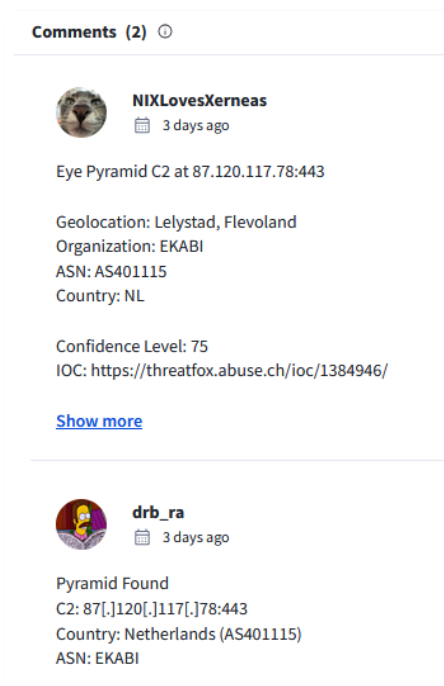 Comments (2)
NIXLovesXerneas
3 days ago
Eye Pyramid C2 at 87.120.117.78:443
Geolocation: Lelystad, Flevoland
Organization: EKABI
ASN: AS401115
Country: NL
Confidence Level: 75
IOC: https://threatfox.abuse.ch/ioc/1384946/
Show more
drb_ra
3 days ago
Pyramid Found
C2: 87[.]120[.]117[.]78:443
Country: Netherlands (AS401115)
ASN: EKABI